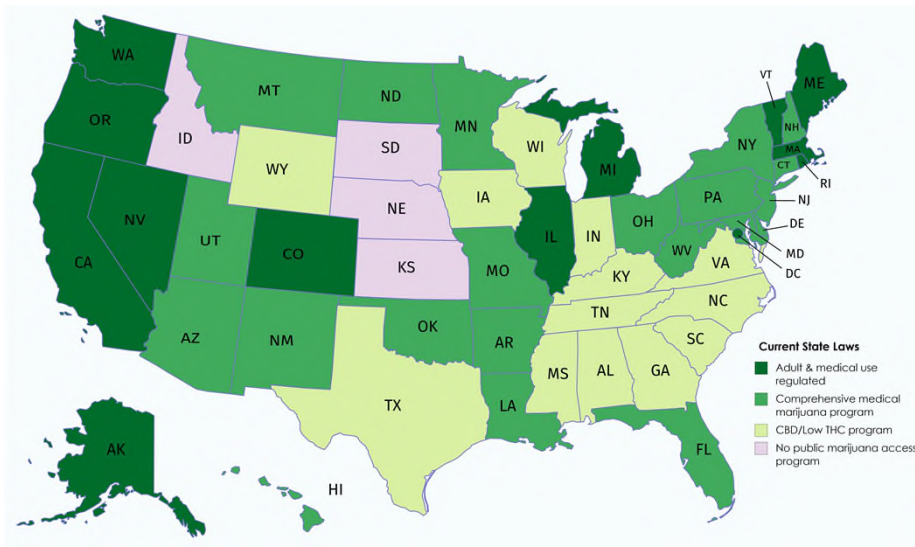 WA
OR
CA
NV
ID
MT
WY
UT
CO
AZ
NM
ND
SD
NE
KS
OK
TX
MN
IA
MO
AR
LA
WI
IL
MI
IN
OH
KY
TN
MS
AL
GA
FL
SC
NC
VA
WV
PA
NY
VT
NH
ME
MA
CT
RI
NJ
DE
MD
DC
AK
HI
Current State Laws
Adult & medical use
regulated
Comprehensive medical
marijuana program
CBD/Low THC program
No public marijuana access
program